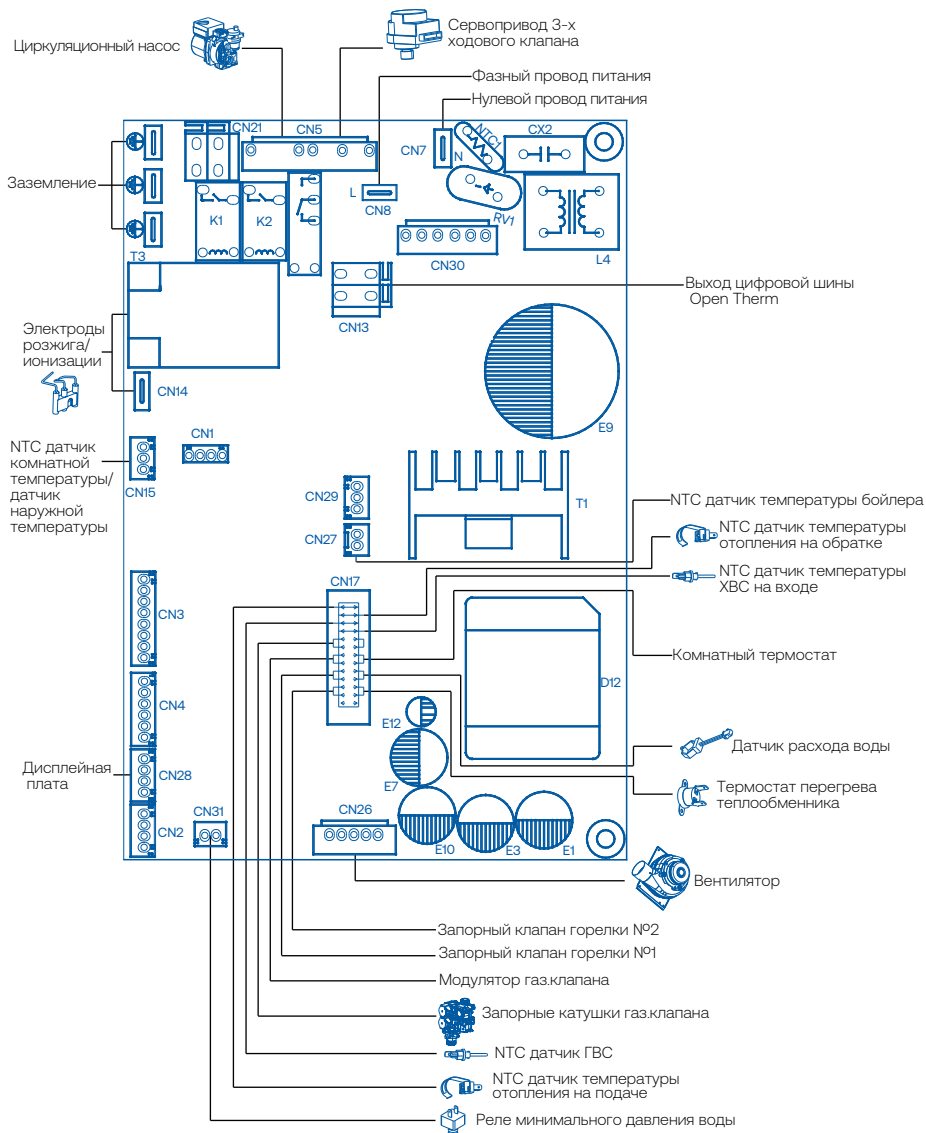 Циркуляционный насос
Сервопривод 3-х
ходового клапана
Фазный провод питания
Нулевой провод питания
CN21
CN5
CN7
N
NTC1
CX2
Заземление
K1
K2
L
CN8
RV1
CN30
L4
T3
Выход цифровой шины
Open Therm
CN13
Электроды
розжига/
ионизации
CN14
E9
NTC датчик
комнатной
температуры/
датчик
наружной
температуры
CN1
CN15
CN29
T1
NTC датчик температуры бойлера
CN27
NTC датчик температуры
отопления на обратке
NTC датчик температуры
ХВС на входе
CN17
CN3
Комнатный термостат
D12
CN4
E12
Датчик расхода воды
Дисплейная
плата
CN28
E7
Термостат перегрева
теплообменника
CN31
CN26
CN2
E10
E3
E1
Вентилятор
Запорный клапан горелки №2
Запорный клапан горелки №1
Модулятор газ.клапана
Запорные катушки газ.клапана
NTC датчик ГВС
NTC датчик температуры
отопления на подаче
Реле минимального давления воды